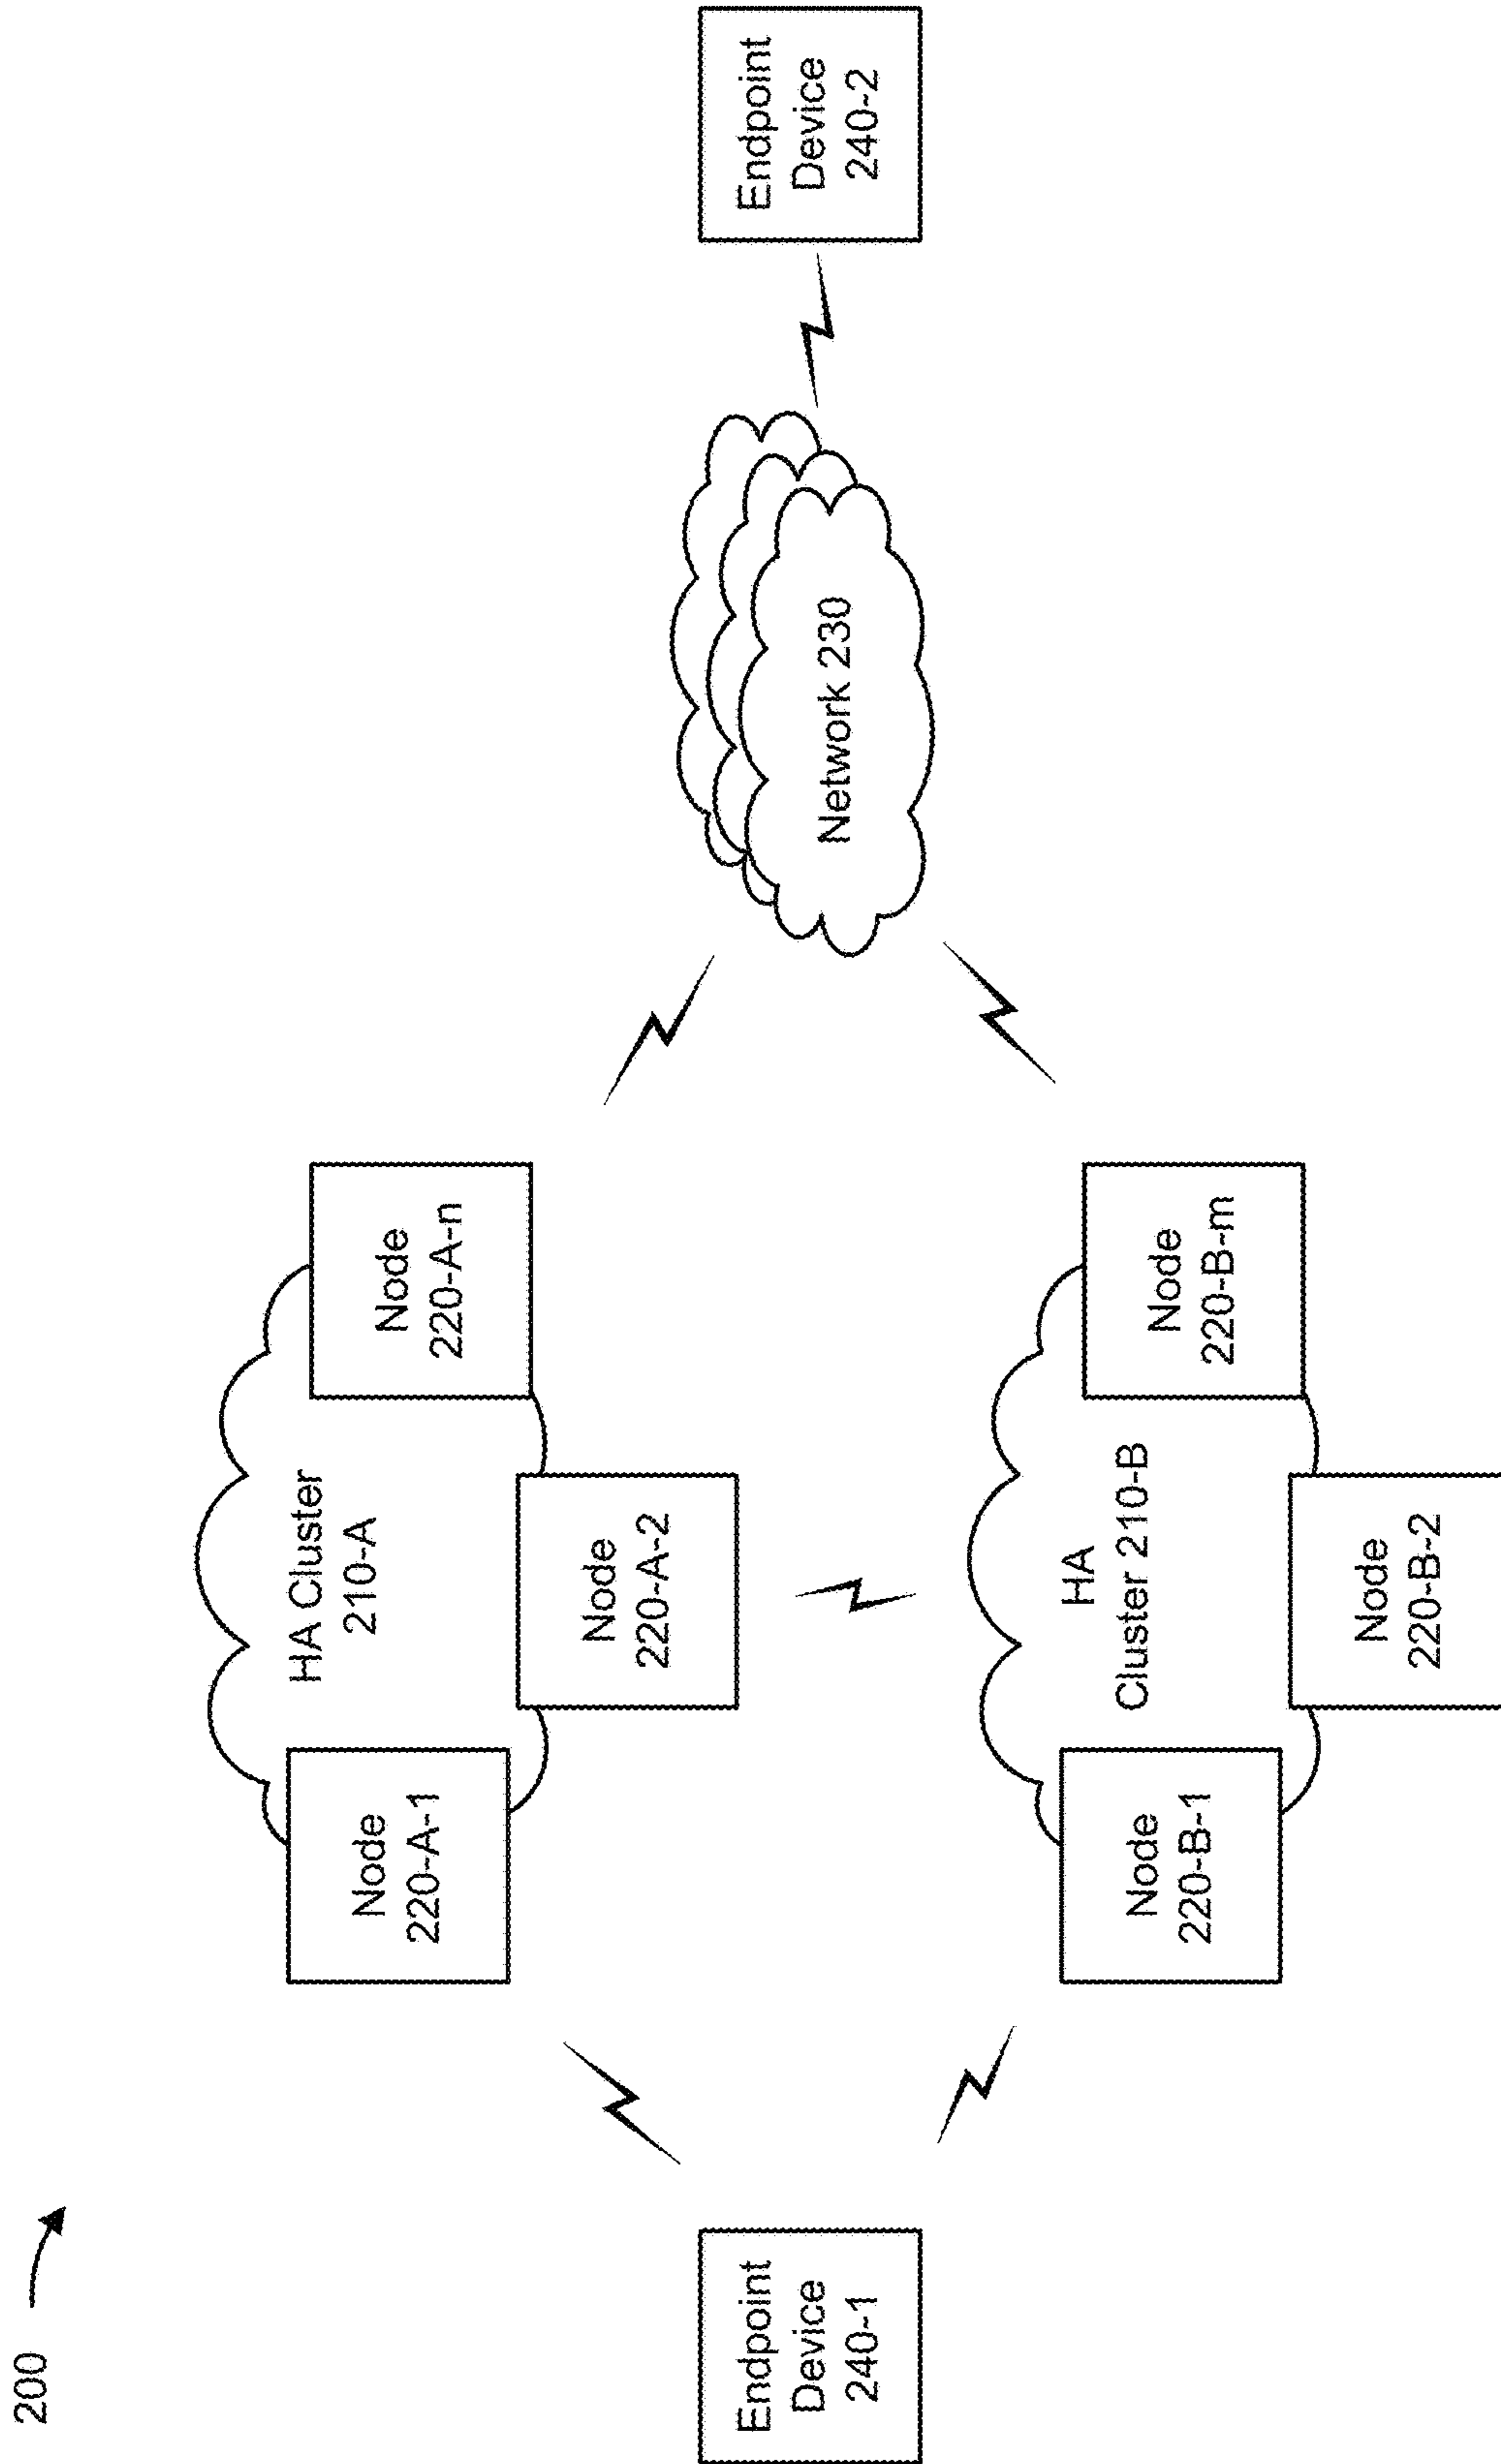 200
HA Cluster
210-A
Node
220-A-1
Node
220-A-2
Node
220-A-n
Endpoint
Device
240-1
Network 230
Endpoint
Device
240-2
HA
Cluster 210-B
Node
220-B-1
Node
220-B-2
Node
220-B-m